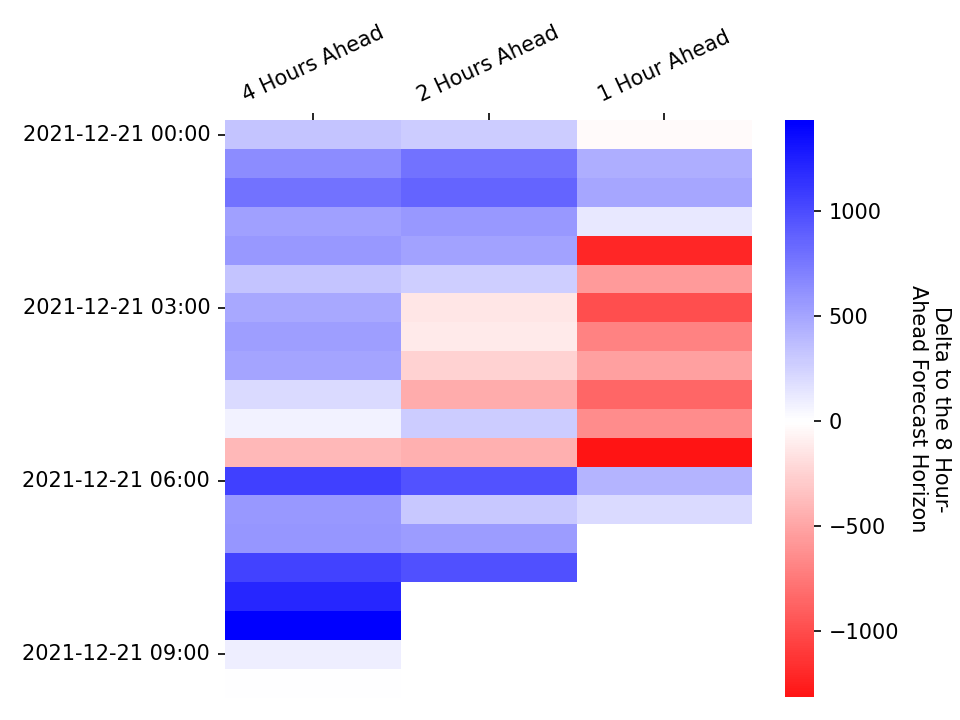 4 Hours Ahead
2 Hours Ahead
1 Hour Ahead
2021-12-21 00:00
2021-12-21 03:00
2021-12-21 06:00
2021-12-21 09:00
1000
500
0
−500
−1000
Delta to the 8 Hour-
Ahead Forecast Horizon